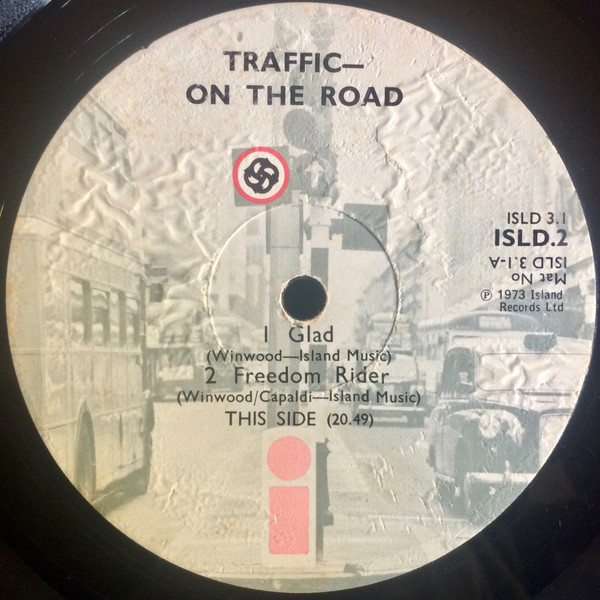 TRAFFIC—
ON THE ROAD
ISLD 3.1
ISLD.2
Mat No
ISLD 3.1-A
℗ 1973 Island
Records Ltd
1 Glad
(Winwood—Island Music)
2 Freedom Rider
(Winwood/Capaldi—Island Music)
THIS SIDE (20.49)
i